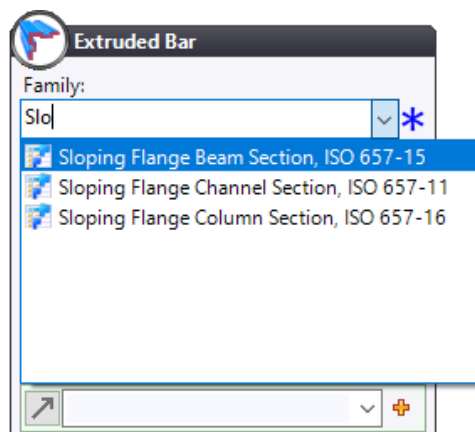 Extruded Bar
Family:
Slo
Sloping Flange Beam Section, ISO 657-15
Sloping Flange Channel Section, ISO 657-11
Sloping Flange Column Section, ISO 657-16